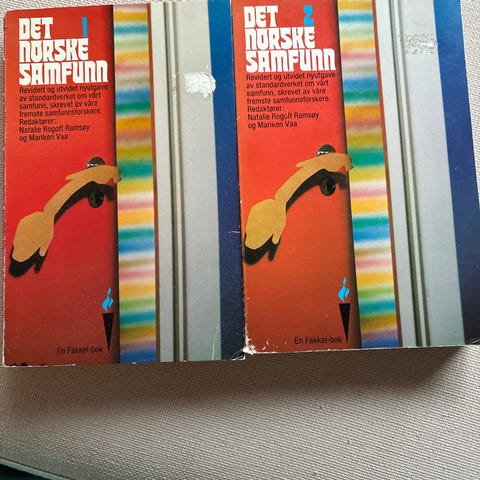 DET 1
NORSKE
SAMFUNN
Revidert og utvidet nyutgave
av standardverket om vårt
samfunn, skrevet av våre
fremste samfunnsforskere.
Redaktører:
Natalie Rogoff Ramsøy
og Mariken Vaa
En Fakkel-bok
DET 2
NORSKE
SAMFUNN
Revidert og utvidet nyutgave
av standardverket om vårt
samfunn, skrevet av våre
fremste samfunnsforskere.
Redaktører:
Natalie Rogoff Ramsøy
og Mariken Vaa
En Fakkel-bok